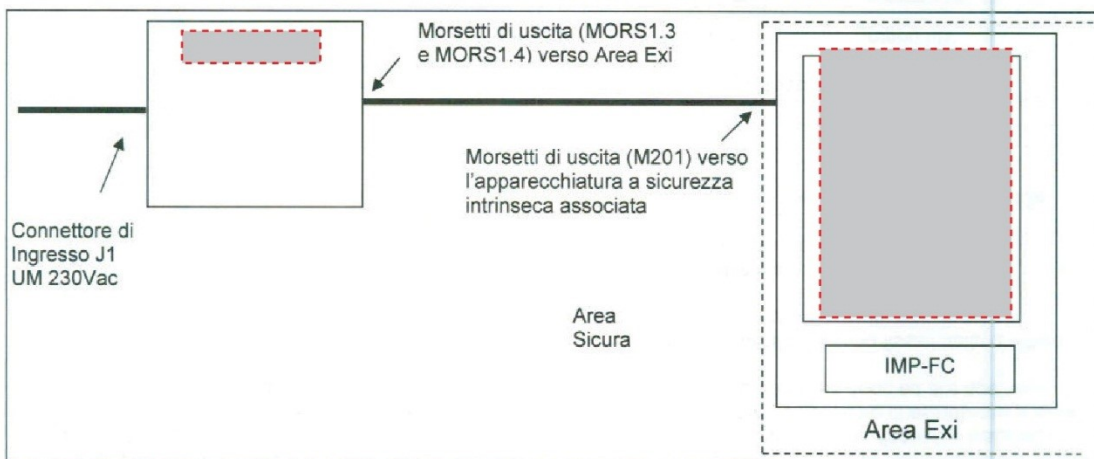 Morsetti di uscita (MORS1.3
e MORS1.4) verso Area Exi
Morsetti di uscita (M201) verso
l'apparecchiatura a sicurezza
intrinseca associata
Connettore di
Ingresso J1
UM 230Vac
Area
Sicura
IMP-FC
Area Exi